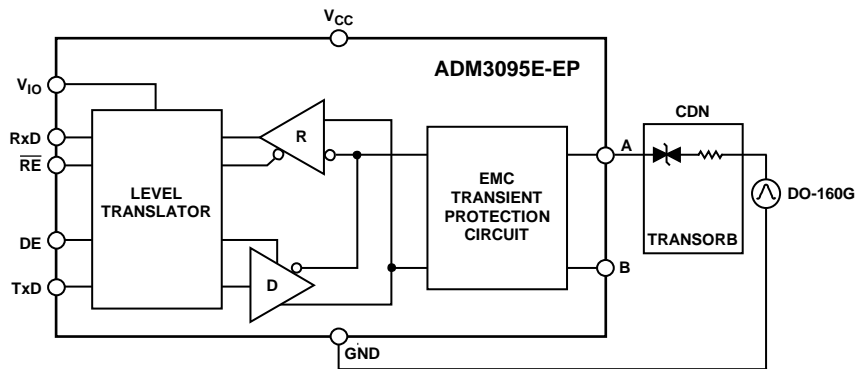 VCC
ADM3095E-EP
VIO
RxD
RE
DE
TxD
LEVEL
TRANSLATOR
R
D
EMC
TRANSIENT
PROTECTION
CIRCUIT
A
B
CDN
TRANSORB
DO-160G
GND